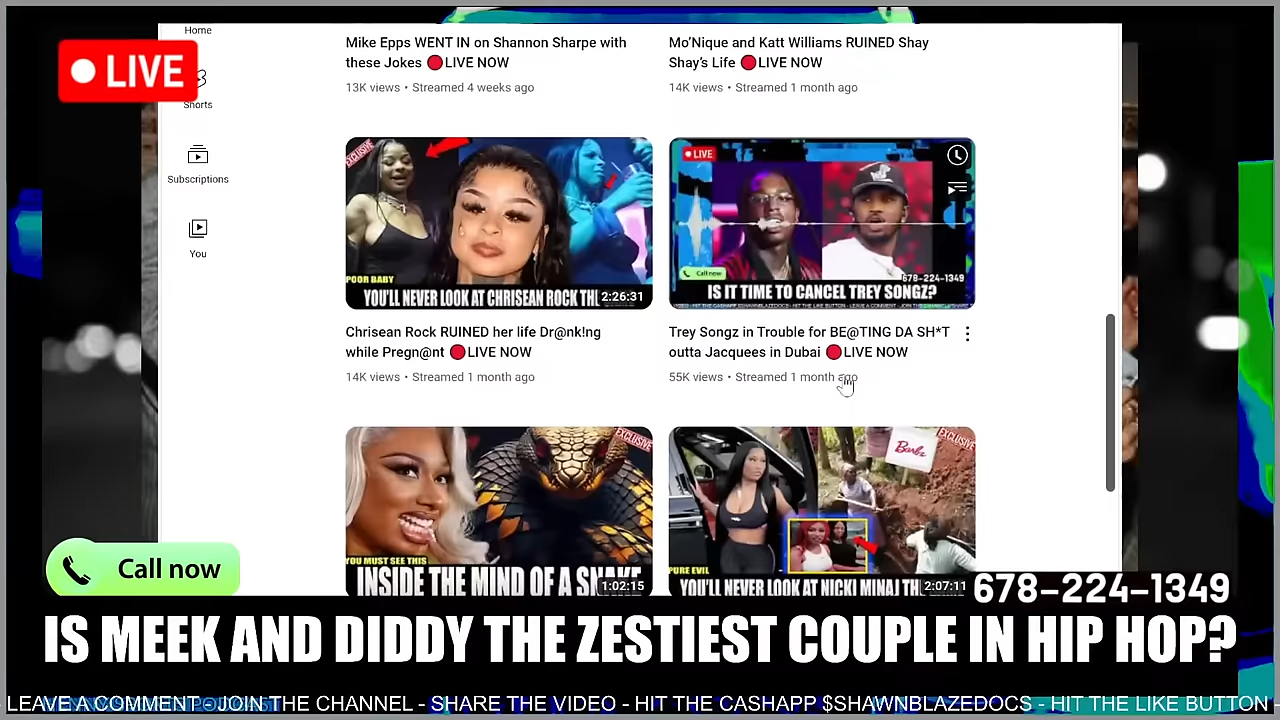 Home
Mike Epps WENT IN on Shannon Sharpe with
these Jokes 🔴LIVE NOW
13K views • Streamed 4 weeks ago
Mo'Nique and Katt Williams RUINED Shay
Shay's Life 🔴LIVE NOW
14K views • Streamed 1 month ago
LIVE
Shorts
Subscriptions
You
EXCLUSIVE
POOR BABY
YOU'LL NEVER LOOK AT CHRISEAN ROCK
2:26:31
LIVE
Call now
678-224-1349
IS IT TIME TO CANCEL TREY SONGZ?
Chrisean Rock RUINED her life Dr@nk!ng
while Pregn@nt 🔴LIVE NOW
14K views • Streamed 1 month ago
Trey Songz in Trouble for BE@TING DA SH*T
outta Jacquees in Dubai 🔴LIVE NOW
55K views • Streamed 1 month ago
EXCLUSIVE
YOU MUST SEE THIS
INSIDE THE MIND OF A SNAKE
1:02:15
Barbie
EXCLUSIVE
PURE EVIL
YOU'LL NEVER LOOK AT NICKI MINAJ
2:07:11
Call now
678-224-1349
IS MEEK AND DIDDY THE ZESTIEST COUPLE IN HIP HOP?
LEAVE A COMMENT - JOIN THE CHANNEL - SHARE THE VIDEO - HIT THE CASHAPP $SHAWNBLAZEDOCS - HIT THE LIKE BUTTON -